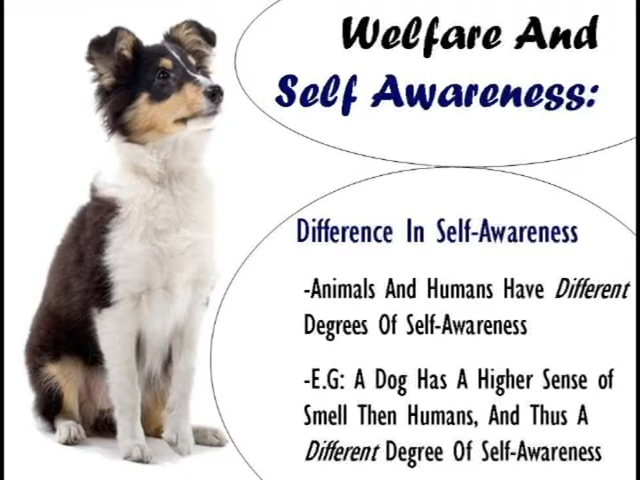 Welfare And
Self Awareness:
Difference In Self-Awareness
-Animals And Humans Have Different
Degrees Of Self-Awareness
-E.G: A Dog Has A Higher Sense of
Smell Then Humans, And Thus A
Different Degree Of Self-Awareness